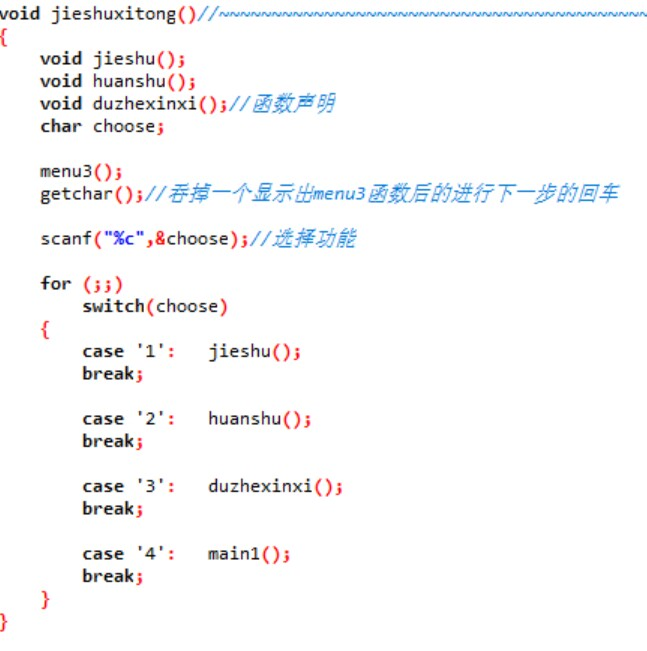 void jieshuxitong()//~~~~~~~~~~~~~~~~~~~~~~~~~~~~~~~~~~~~~~~~~
{
void jieshu();
void huanshu();
void duzhexinxi();//函数声明
char choose;
menu3();
getchar();//吞掉一个显示出menu3函数后的进行下一步的回车
scanf("%c",&choose);//选择功能
for (;;)
switch(choose)
{
case '1': jieshu();
break;
case '2': huanshu();
break;
case '3': duzhexinxi();
break;
case '4': main1();
break;
}
}